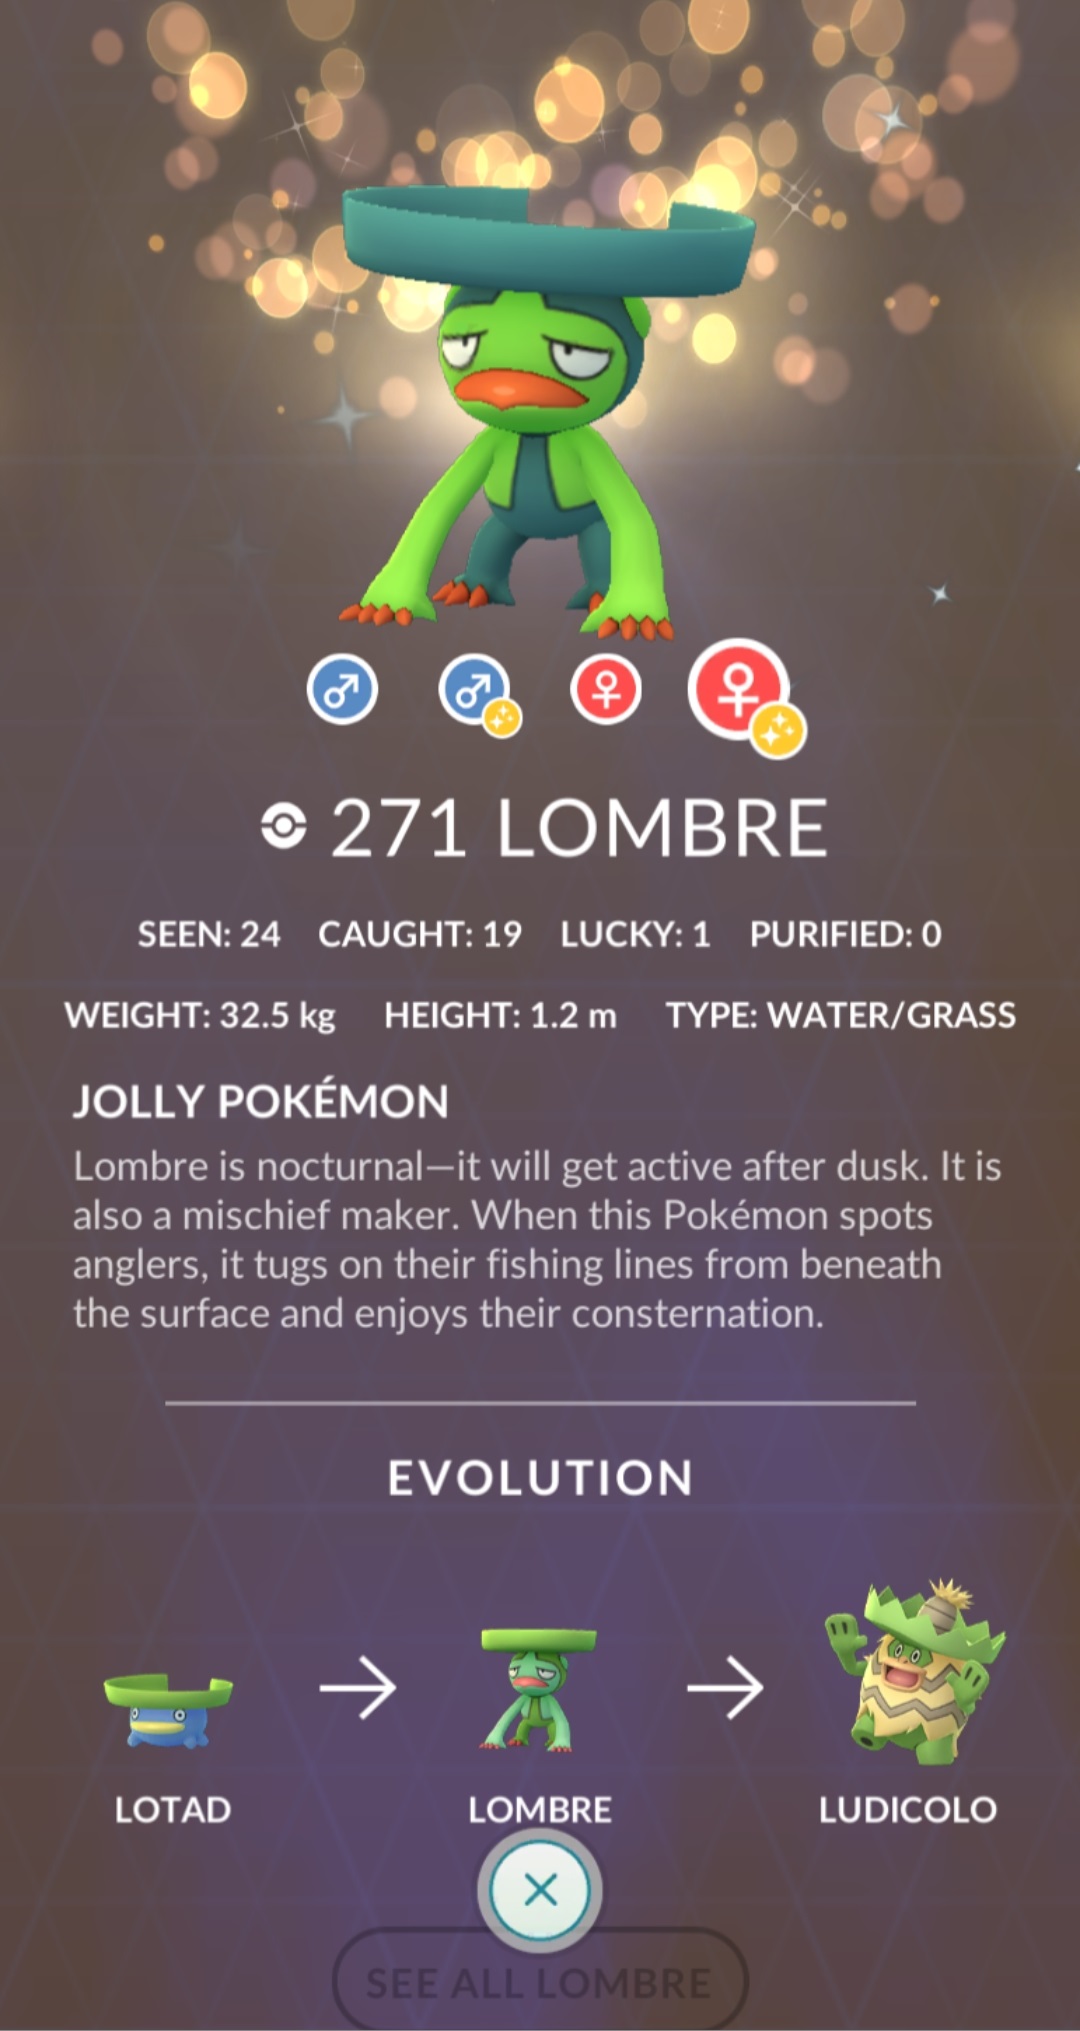 271 LOMBRE
SEEN: 24 CAUGHT: 19 LUCKY: 1 PURIFIED: 0
WEIGHT: 32.5 kg HEIGHT: 1.2 m TYPE: WATER/GRASS
JOLLY POKÉMON
Lombre is nocturnal—it will get active after dusk. It is
also a mischief maker. When this Pokémon spots
anglers, it tugs on their fishing lines from beneath
the surface and enjoys their consternation.
EVOLUTION
LOTAD LOMBRE LUDICOLO
SEE ALL LOMBRE